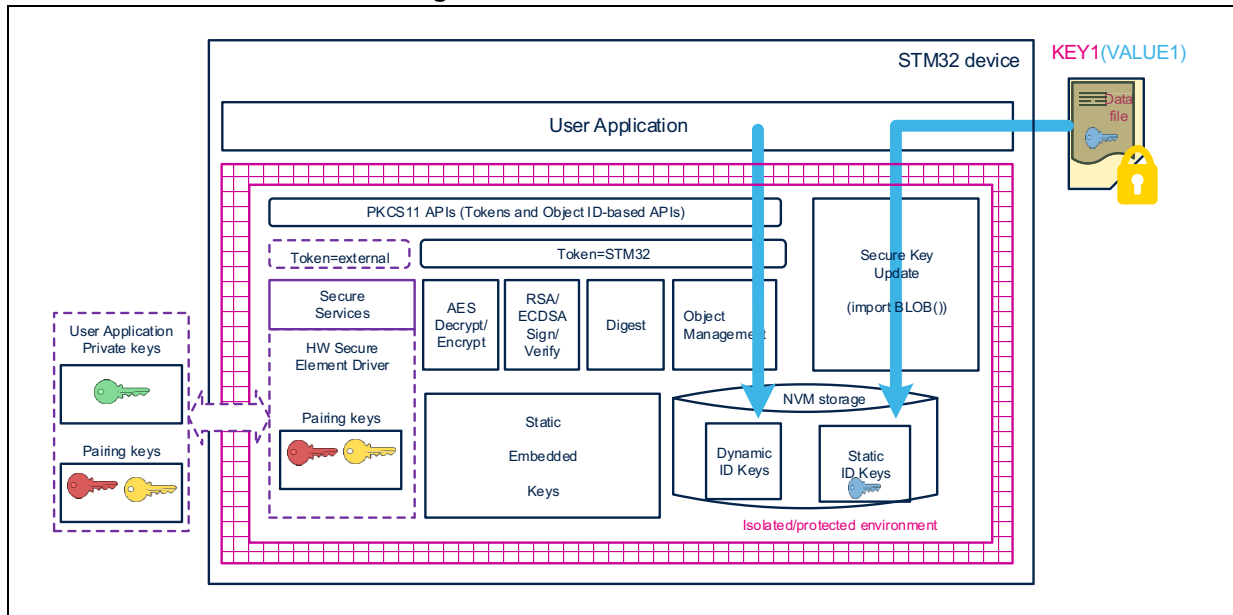 STM32 device
KEY1(VALUE1)
Data
file
User Application
PKCS11 APIs (Tokens and Object ID-based APIs)
Token=external
Token=STM32
Secure Key
Update
(import BLOB())
Secure
Services
AES
Decrypt/
Encrypt
RSA/
ECDSA
Sign/
Verify
Digest
Object
Management
User Application
Private keys
HW Secure
Element Driver
Pairing keys
Pairing keys
Static
Embedded
Keys
NVM storage
Dynamic
ID Keys
Static
ID Keys
Isolated/protected environment